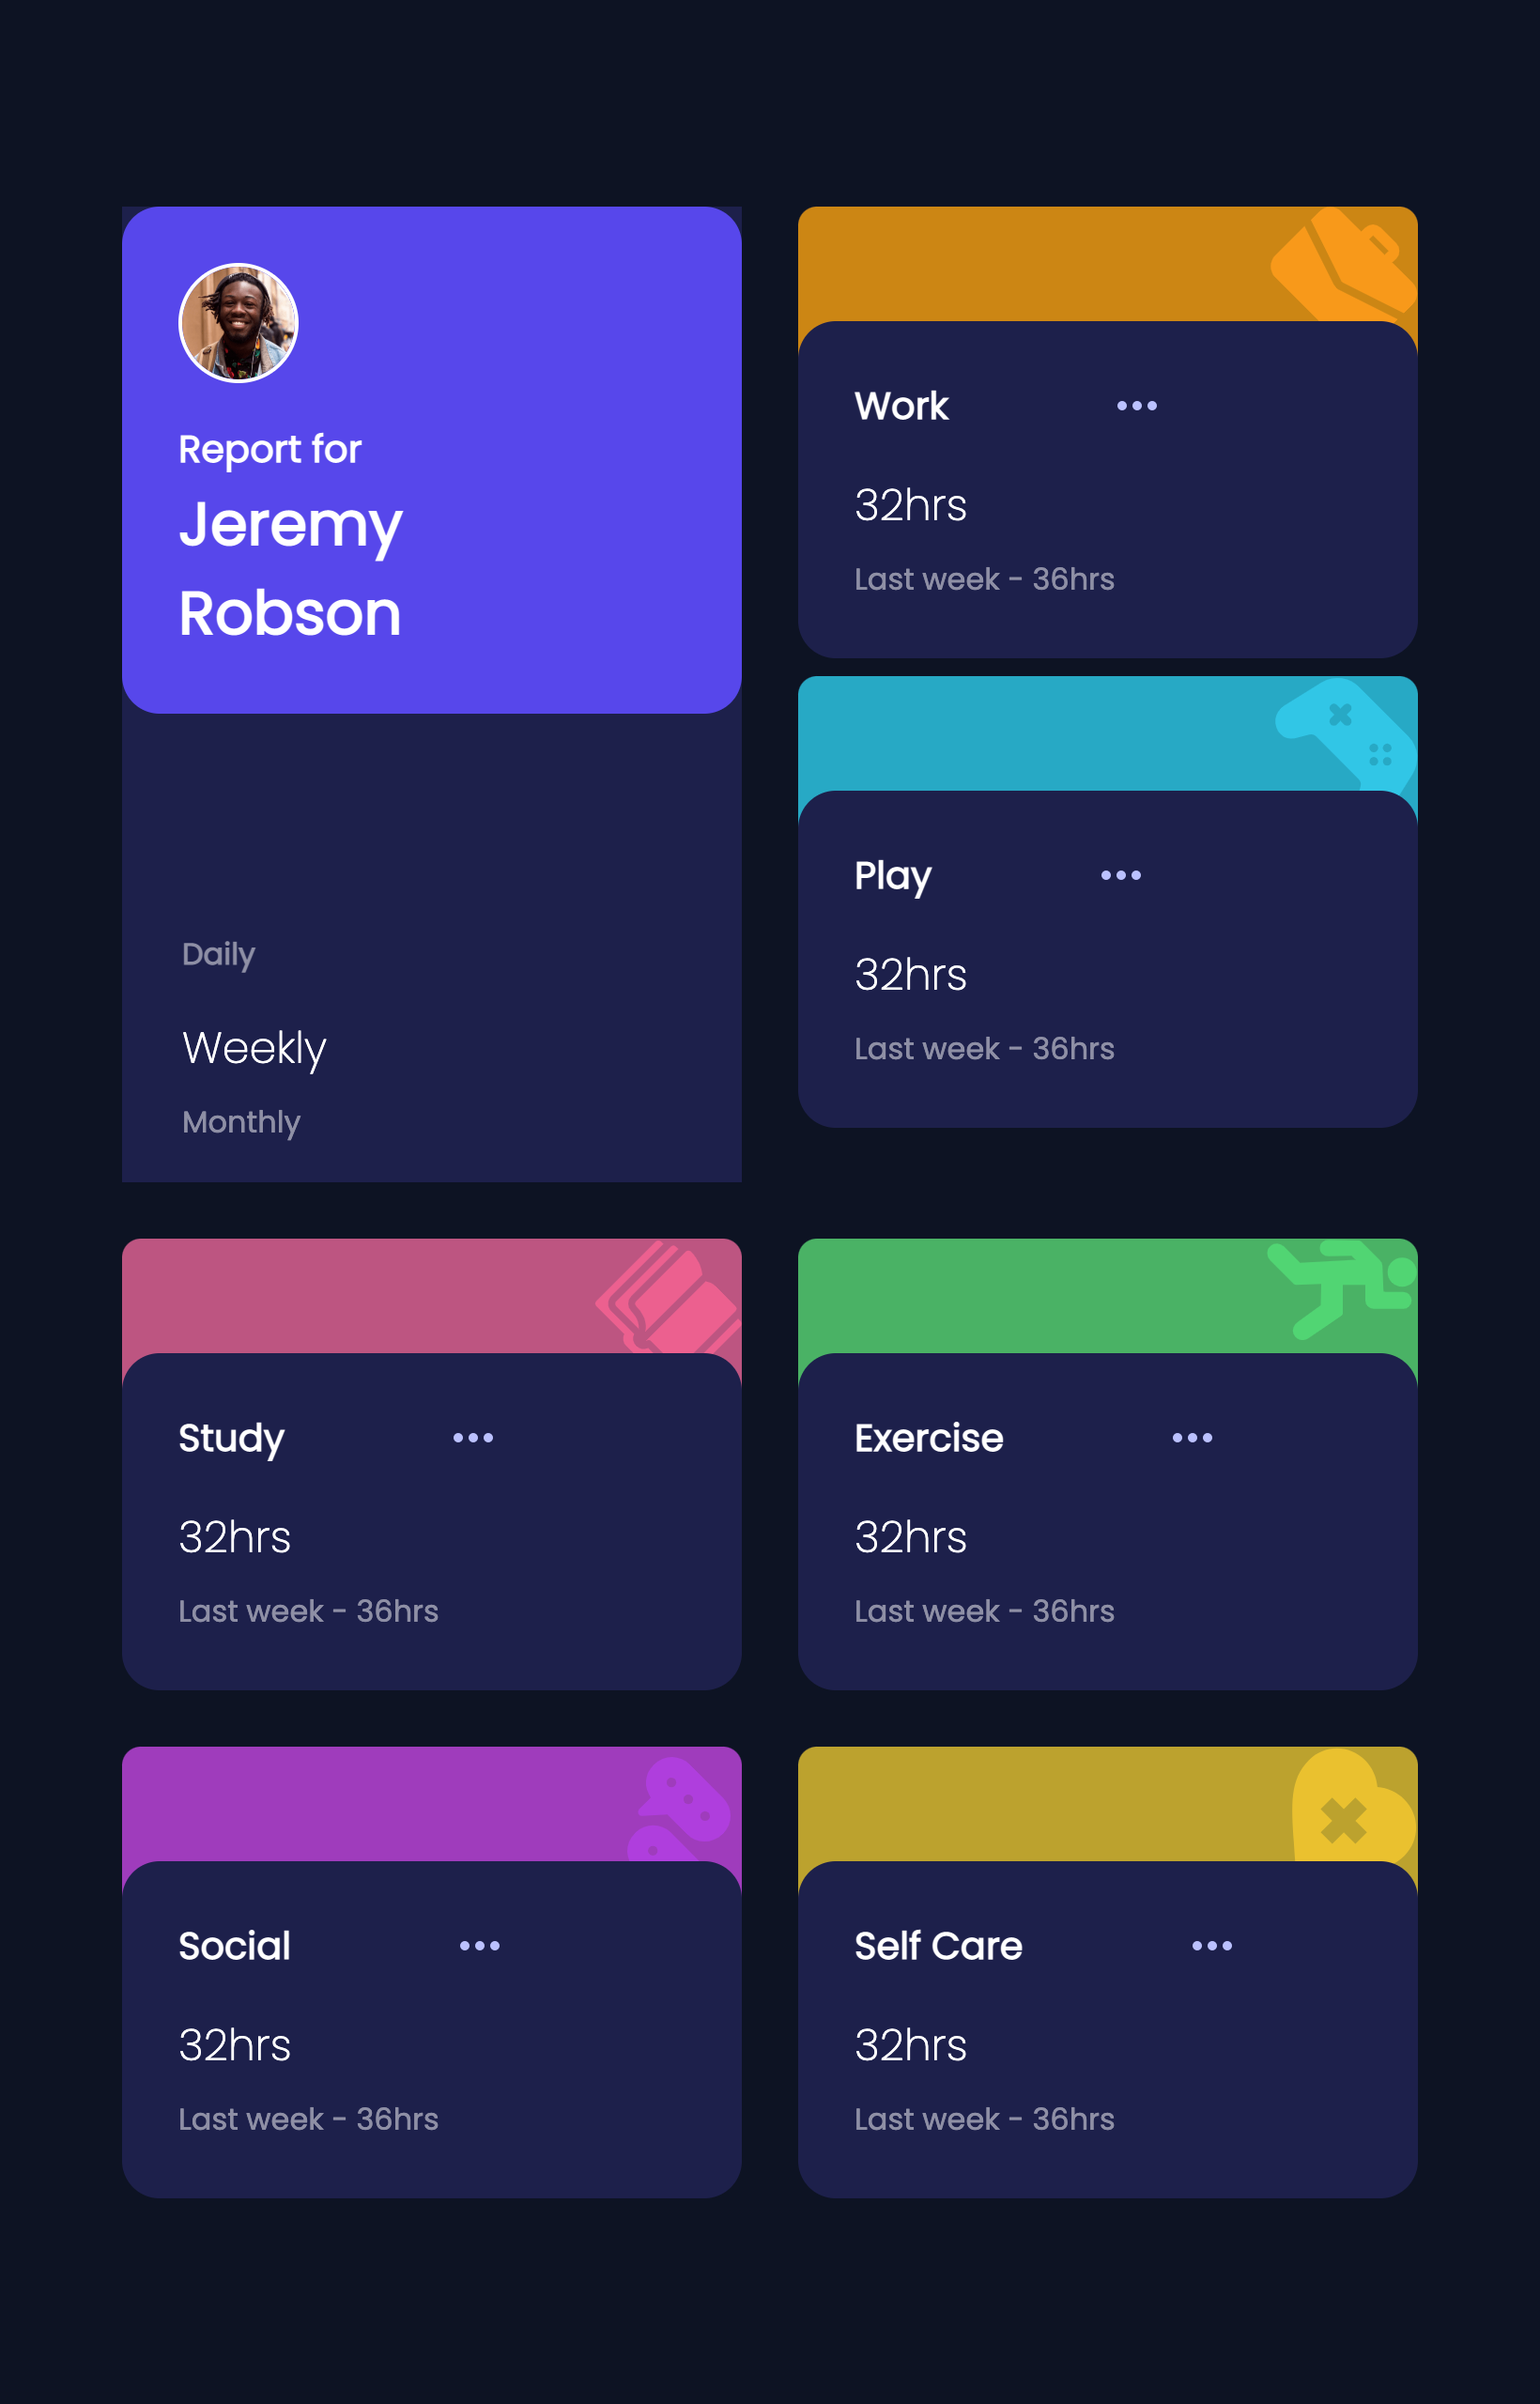 Report for
Jeremy
Robson
Daily
Weekly
Monthly
Work
32hrs
Last week - 36hrs
Play
32hrs
Last week - 36hrs
Study
32hrs
Last week - 36hrs
Exercise
32hrs
Last week - 36hrs
Social
32hrs
Last week - 36hrs
Self Care
32hrs
Last week - 36hrs